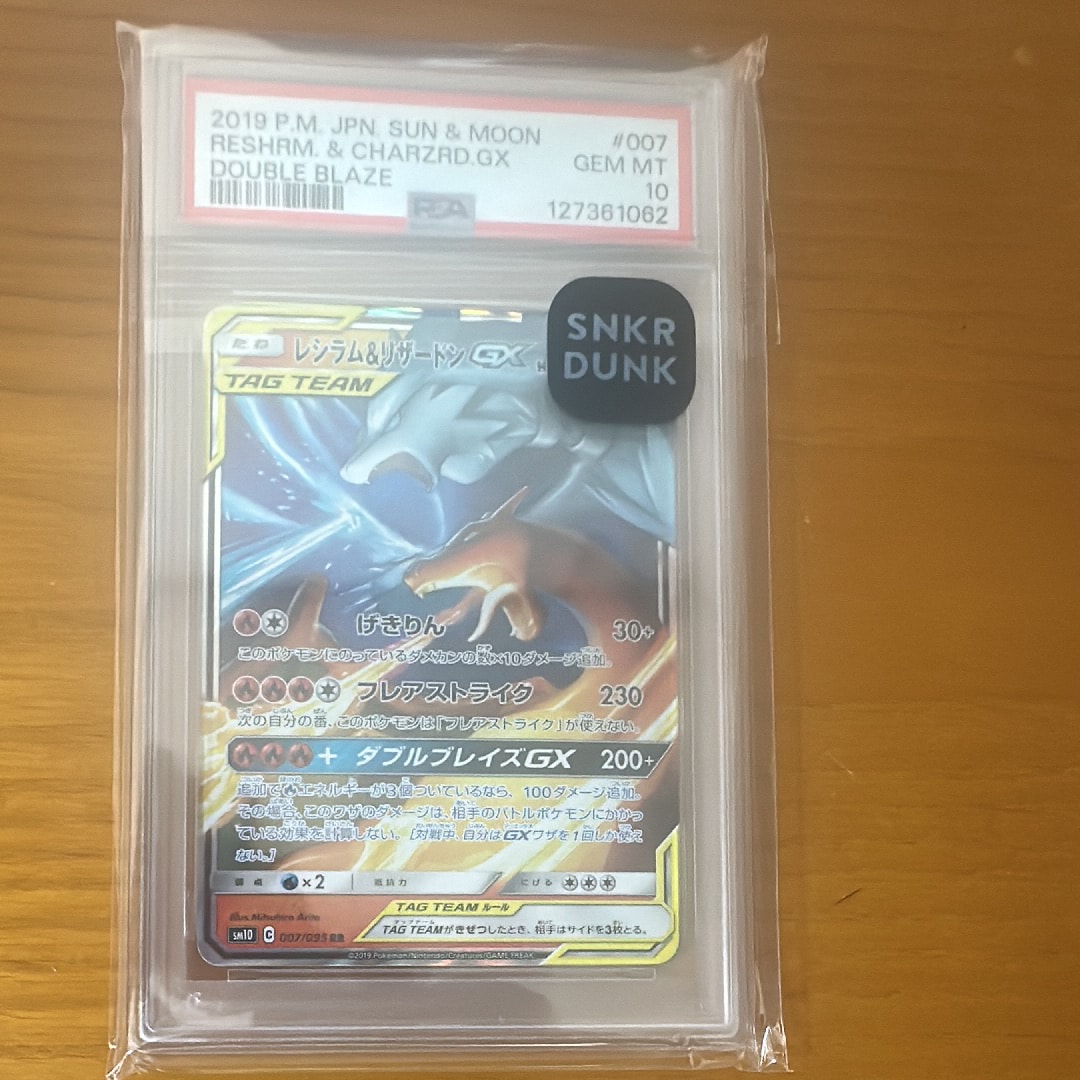 2019 P.M. JPN. SUN & MOON #007
RESHRM. & CHARZRD.GX GEM MT
DOUBLE BLAZE 10
PSA 127361062
SNKR
DUNK
たね レシラム&リザードンGX
TAG TEAM
げきりん 30+
このポケモンにのっているダメカンの数×10ダメージ追加。
フレアストライク 230
次の自分の番、このポケモンは「フレアストライク」が使えない。
+ ダブルブレイズGX 200+
追加でエネルギーが3個ついているなら、100ダメージ追加。
その場合、このワザのダメージは、相手のバトルポケモンにかかっ
ている効果を計算しない。[対戦中、自分はGXワザを1回しか使え
ない。]
弱点 ×2 抵抗力 にげる
TAG TEAM ルール
TAG TEAMがきぜつしたとき、相手はサイドを3枚とる。
illus.Mitsuhiro Arita
sm10 C 007/095 RR
©2019 Pokémon/Nintendo/Creatures/GAME FREAK